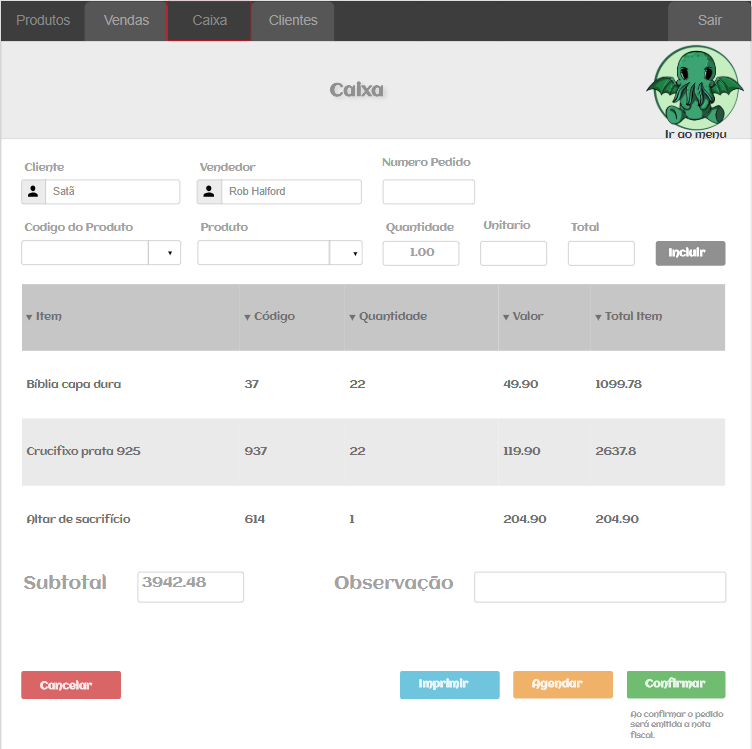 Produtos Vendas Caixa Clientes Sair
Caixa
Ir ao menu
Cliente Vendedor Numero Pedido
Satã Rob Halford
Codigo do Produto Produto Quantidade Unitario Total
1.00 Incluir
Item Código Quantidade Valor Total Item
Bíblia capa dura 37 22 49.90 1099.78
Crucifixo prata 925 937 22 119.90 2637.8
Altar de sacrifício 614 1 204.90 204.90
Subtotal 3942.48 Observação
Cancelar Imprimir Agendar Confirmar
Ao confirmar o pedido
será emitida a nota
fiscal.